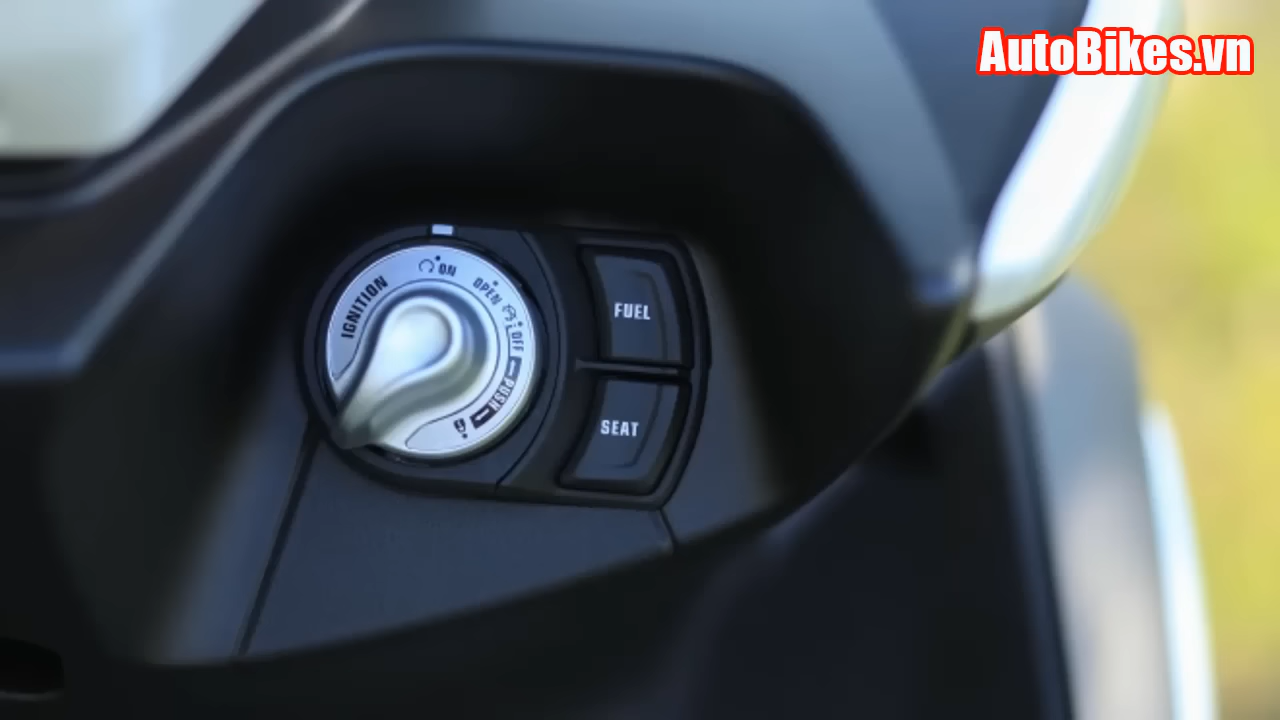 AutoBikes.vn
IGNITION
ON
OPEN
OFF
PUSH
FUEL
SEAT